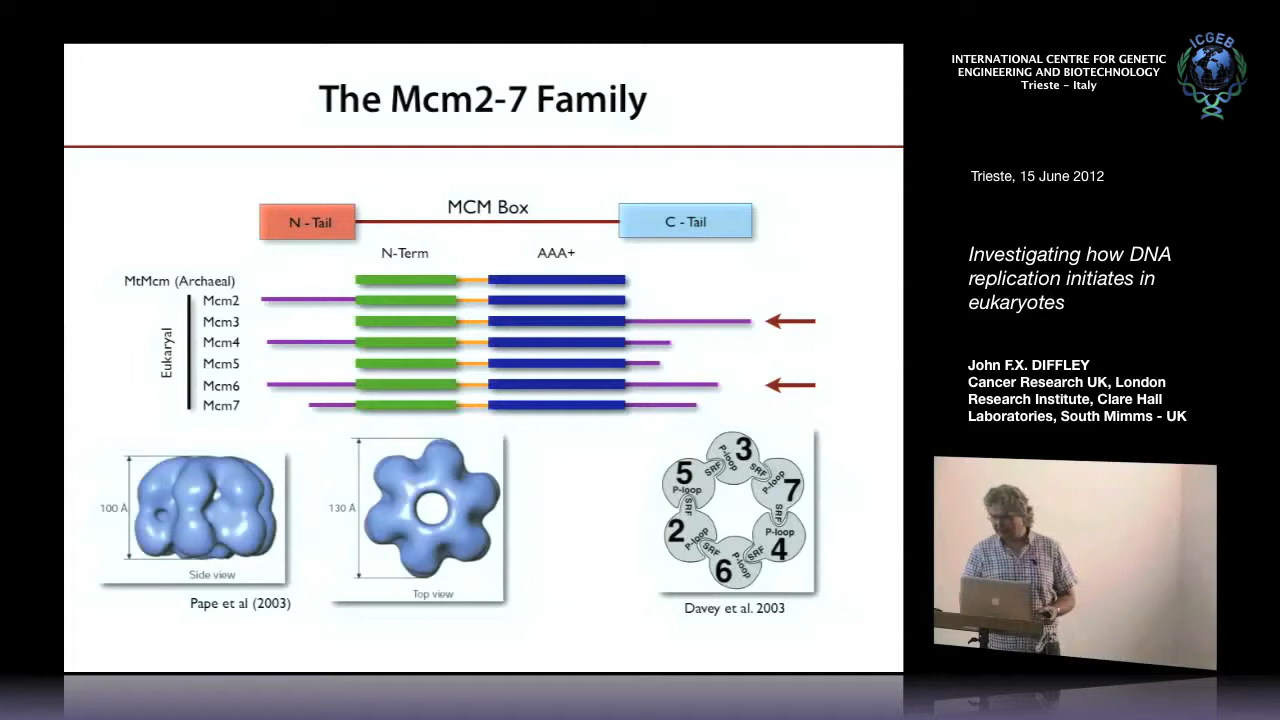 The Mcm2-7 Family
N - Tail
MCM Box
C - Tail
N-Term
AAA+
MtMcm (Archaeal)
Eukaryal
Mcm2
Mcm3
Mcm4
Mcm5
Mcm6
Mcm7
100 Å
Side view
Pape et al (2003)
130 Å
Top view
3
P-loop
SRF
7
P-loop
SRF
4
P-loop
SRF
6
P-loop
SRF
2
P-loop
SRF
5
P-loop
SRF
Davey et al. 2003
INTERNATIONAL CENTRE FOR GENETIC
ENGINEERING AND BIOTECHNOLOGY
Trieste - Italy
ICGEB
Trieste, 15 June 2012
Investigating how DNA
replication initiates in
eukaryotes
John F.X. DIFFLEY
Cancer Research UK, London
Research Institute, Clare Hall
Laboratories, South Mimms - UK